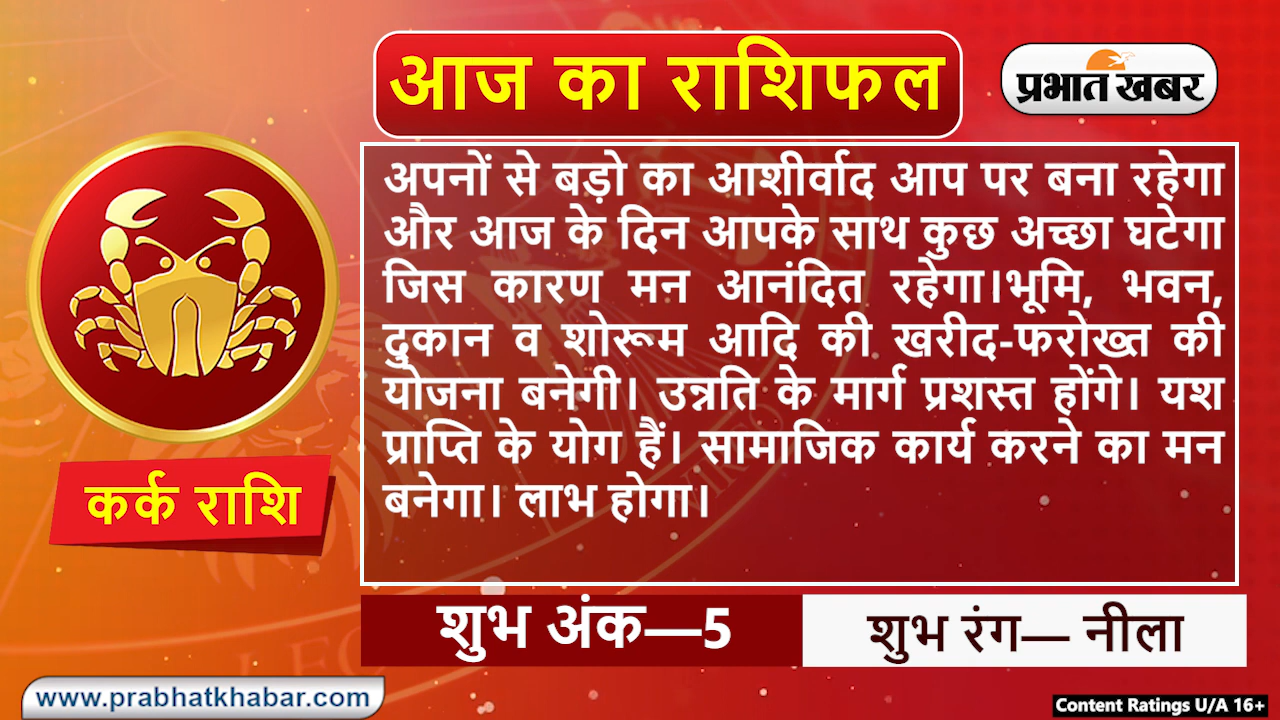 आज का राशिफल
प्रभात खबर
अपनों से बड़ो का आशीर्वाद आप पर बना रहेगा
और आज के दिन आपके साथ कुछ अच्छा घटेगा
जिस कारण मन आनंदित रहेगा।भूमि, भवन,
दुकान व शोरूम आदि की खरीद-फरोख्त की
योजना बनेगी। उन्नति के मार्ग प्रशस्त होंगे। यश
प्राप्ति के योग हैं। सामाजिक कार्य करने का मन
बनेगा। लाभ होगा।
कर्क राशि
शुभ अंक—5
शुभ रंग— नीला
www.prabhatkhabar.com
Content Ratings U/A 16+
VIRGO
LEO